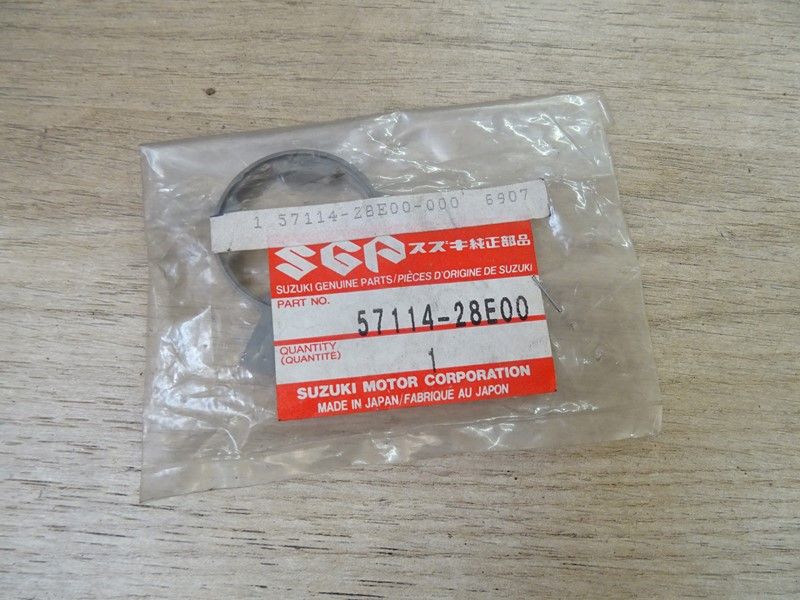 1 57114-28E00-000 6907
SGP スズキ純正部品
SUZUKI GENUINE PARTS/PIÈCES D'ORIGINE DE SUZUKI
PART NO.
57114-28E00
QUANTITY
(QUANTITÉ)
1
SUZUKI MOTOR CORPORATION
MADE IN JAPAN/FABRIQUÉ AU JAPON